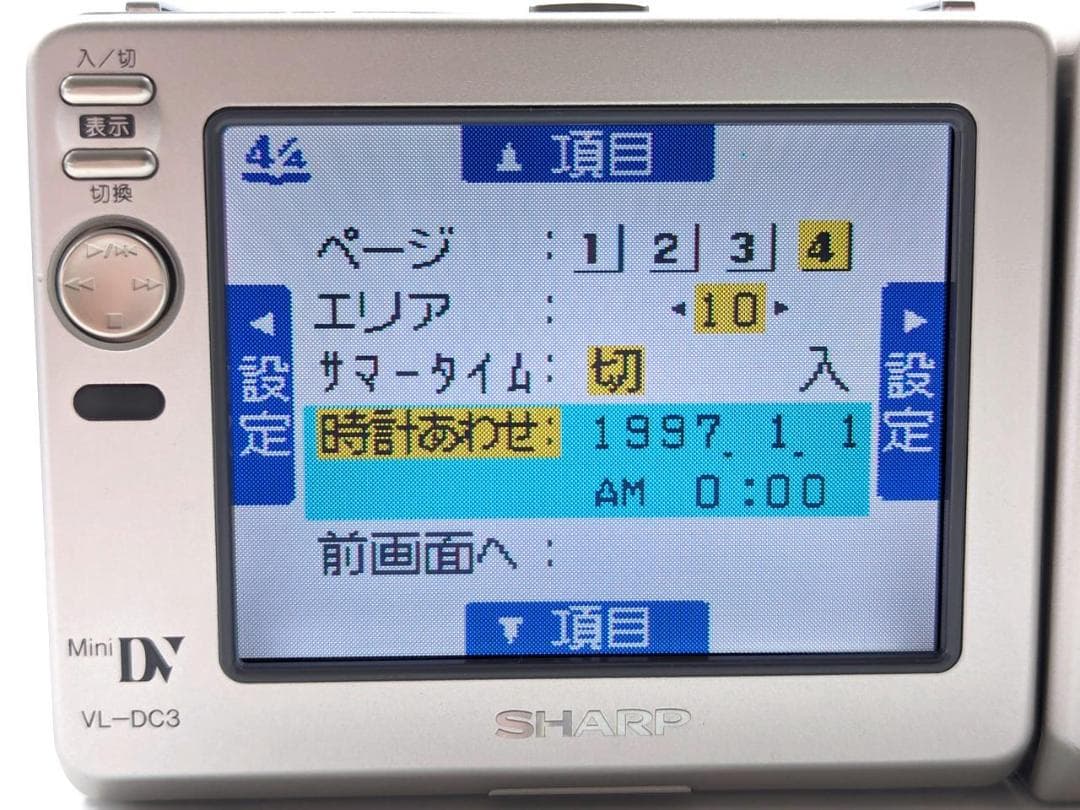 入／切
表示
切換
▷/▷◁◁
◁◁ ▷▷
□
4/4 ▲ 項目
ページ : 1 2 3 4
エリア : ◀10▶
サマータイム: 切 入
時計あわせ: 1997. 1. 1
AM 0:00
前画面へ :
◀設定
▶設定
▼ 項目
Mini DV
VL-DC3
SHARP